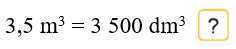 3,5 m³ = 3 500 dm³ ?